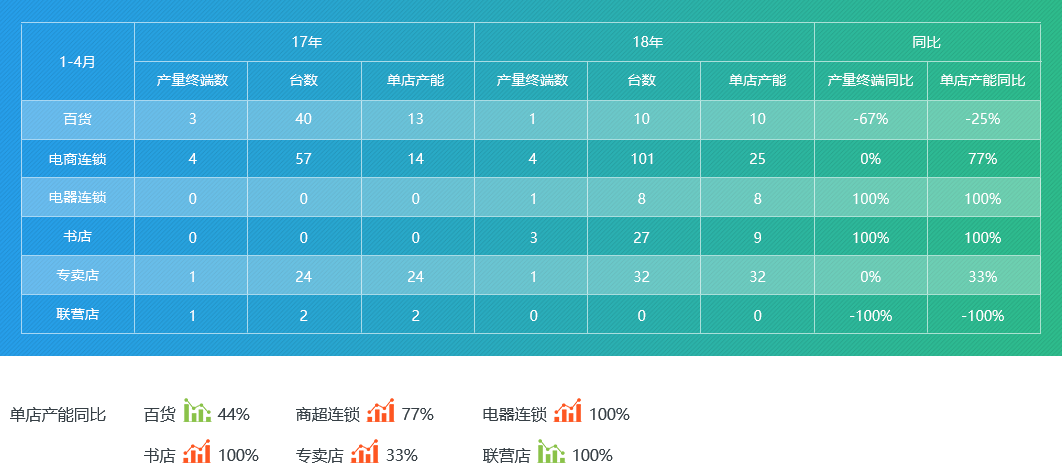 1-4月 17年 18年 同比
产量终端数 台数 单店产能 产量终端数 台数 单店产能 产量终端同比 单店产能同比
百货 3 40 13 1 10 10 -67% -25%
电商连锁 4 57 14 4 101 25 0% 77%
电器连锁 0 0 0 1 8 8 100% 100%
书店 0 0 0 3 27 9 100% 100%
专卖店 1 24 24 1 32 32 0% 33%
联营店 1 2 2 0 0 0 -100% -100%
单店产能同比 百货 44% 商超连锁 77% 电器连锁 100%
书店 100% 专卖店 33% 联营店 100%